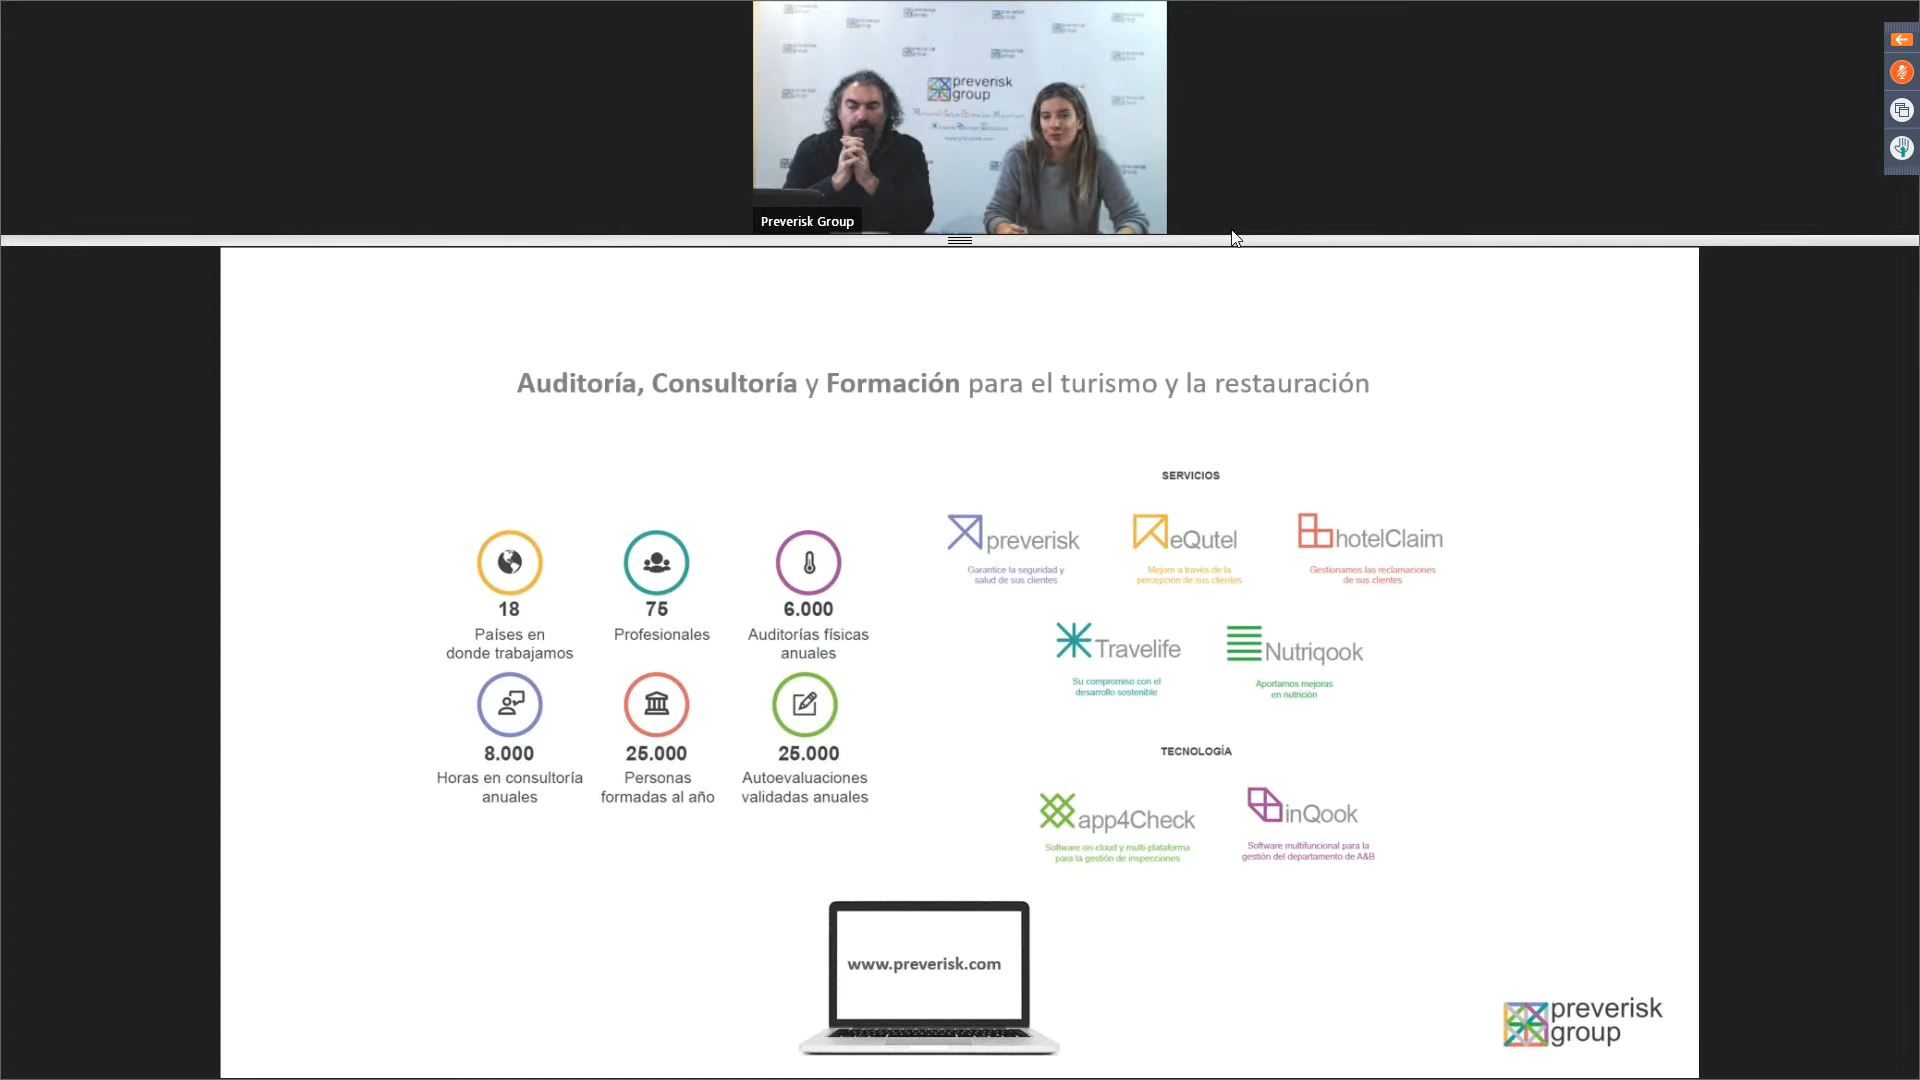 preverisk
group
www.preverisk.com
Preverisk Group
Auditoría, Consultoría y Formación para el turismo y la restauración
18
Países en
donde trabajamos
75
Profesionales
6.000
Auditorías físicas
anuales
8.000
Horas en consultoría
anuales
25.000
Personas
formadas al año
25.000
Autoevaluaciones
validadas anuales
SERVICIOS
preverisk
Garantice la seguridad y
salud de sus clientes
eQutel
Mejore a través de la
percepción de sus clientes
hotelClaim
Gestionamos las reclamaciones
de sus clientes
Travelife
Su compromiso con el
desarrollo sostenible
Nutriqook
Aportamos mejoras
en nutrición
TECNOLOGÍA
app4Check
Software on-cloud y multi-plataforma
para la gestión de inspecciones
inQook
Software multifuncional para la
gestión del departamento de A&B
www.preverisk.com
preverisk
group